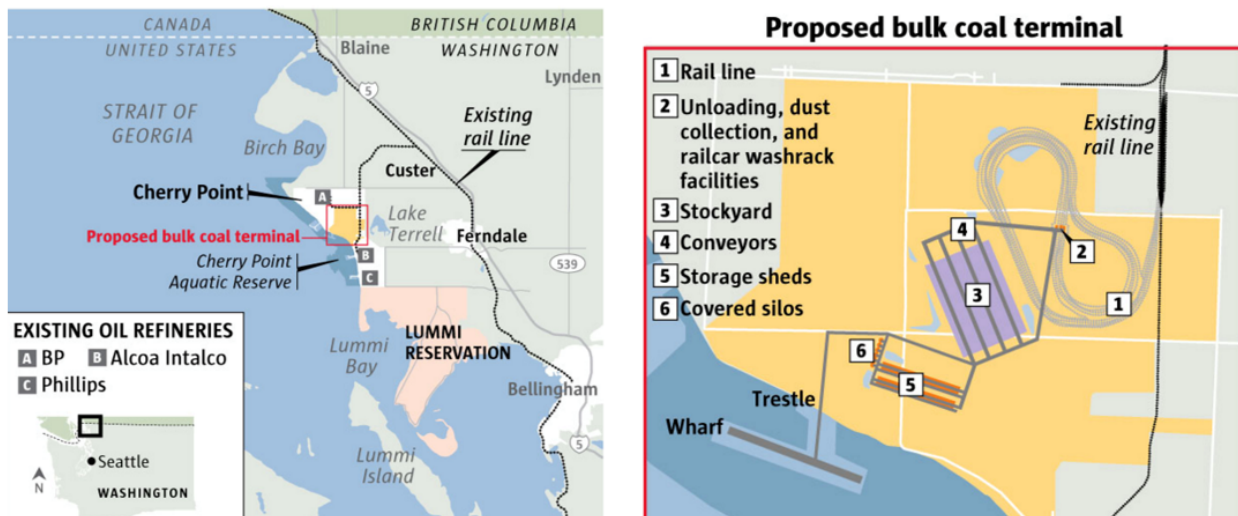 CANADA
UNITED STATES
BRITISH COLUMBIA
WASHINGTON
Blaine
Lynden
5
STRAIT OF
GEORGIA
Existing
rail line
Birch Bay
Custer
Cherry Point
A
Lake
Terrell
Proposed bulk coal terminal
Ferndale
B
Cherry Point
Aquatic Reserve
539
C
EXISTING OIL REFINERIES
A BP B Alcoa Intalco
C Phillips
LUMMI
RESERVATION
Lummi
Bay
Bellingham
5
Lummi
Island
Seattle
N
WASHINGTON
Proposed bulk coal terminal
1 Rail line
2 Unloading, dust
collection, and
railcar washrack
facilities
3 Stockyard
4 Conveyors
5 Storage sheds
6 Covered silos
Existing
rail line
4
2
3
1
6
5
Trestle
Wharf